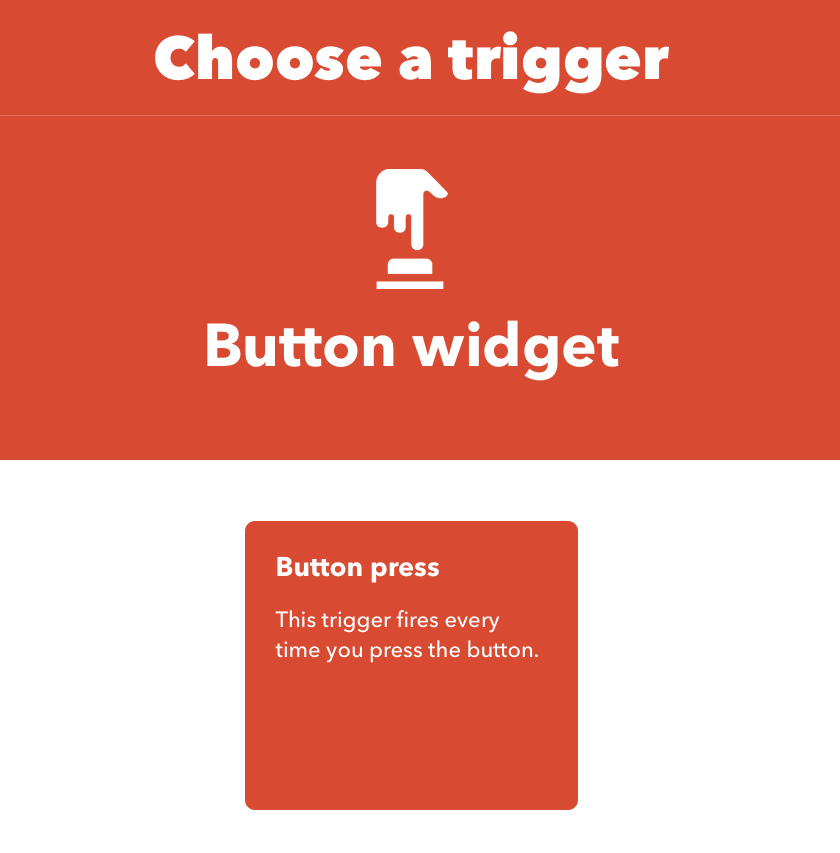 Choose a trigger
Button widget
Button press
This trigger fires every
time you press the button.